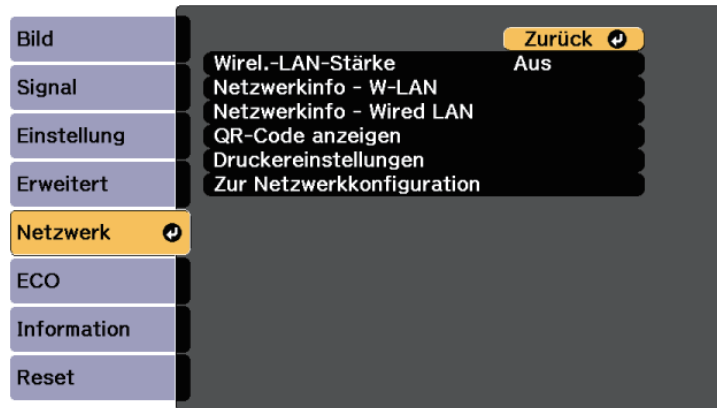 Bild
Signal
Einstellung
Erweitert
Netzwerk
ECO
Information
Reset
Zurück
Wirel.-LAN-Stärke Aus
Netzwerkinfo - W-LAN
Netzwerkinfo - Wired LAN
QR-Code anzeigen
Druckereinstellungen
Zur Netzwerkkonfiguration